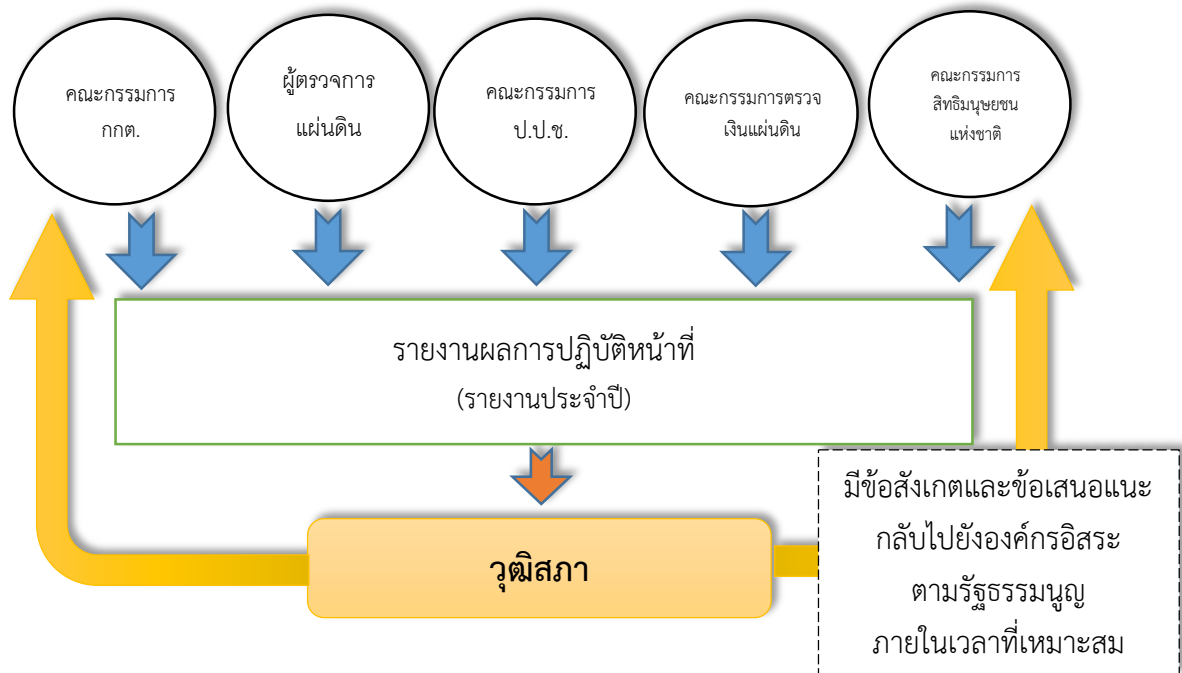 คณะกรรมการ
กกต.
ผู้ตรวจการ
แผ่นดิน
คณะกรรมการ
ป.ป.ช.
คณะกรรมการตรวจ
เงินแผ่นดิน
คณะกรรมการ
สิทธิมนุษยชน
แห่งชาติ
รายงานผลการปฏิบัติหน้าที่
(รายงานประจำปี)
วุฒิสภา
มีข้อสังเกตและข้อเสนอแนะ
กลับไปยังองค์กรอิสระ
ตามรัฐธรรมนูญ
ภายในเวลาที่เหมาะสม